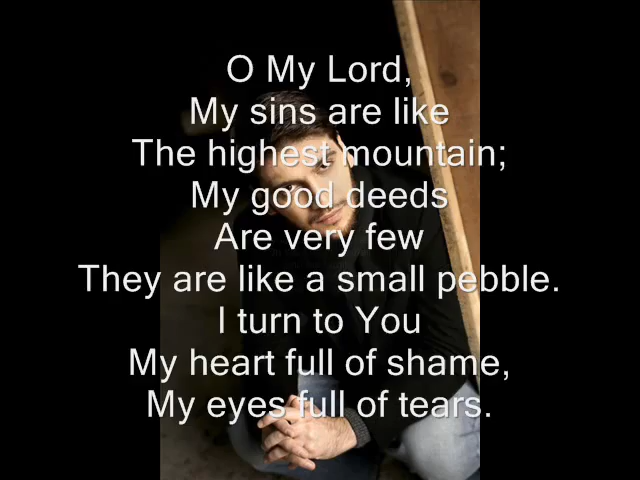 O My Lord,
My sins are like
The highest mountain;
My good deeds
Are very few
They are like a small pebble.
I turn to You
My heart full of shame,
My eyes full of tears.